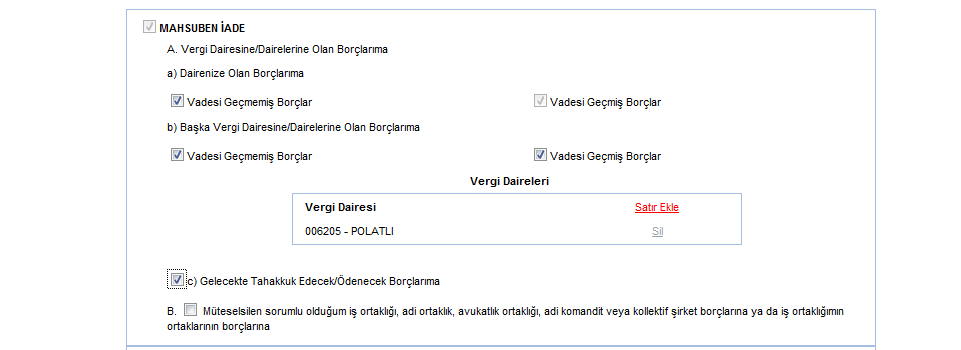 MAHSUBEN İADE
A. Vergi Dairesine/Dairelerine Olan Borçlarıma
a) Dairenize Olan Borçlarıma
Vadesi Geçmemiş Borçlar Vadesi Geçmiş Borçlar
b) Başka Vergi Dairesine/Dairelerine Olan Borçlarıma
Vadesi Geçmemiş Borçlar Vadesi Geçmiş Borçlar
Vergi Daireleri
Vergi Dairesi Satır Ekle
006205 - POLATLI Sil
c) Gelecekte Tahakkuk Edecek/Ödenecek Borçlarıma
B. Müteselsilen sorumlu olduğum iş ortaklığı, adi ortaklık, avukatlık ortaklığı, adi komandit veya kollektif şirket borçlarına ya da iş ortaklığımın
ortaklarının borçlarına